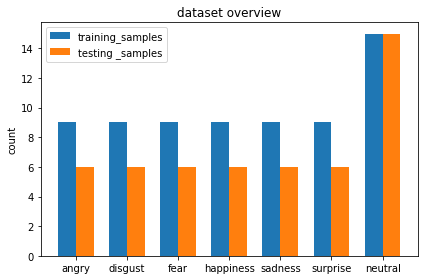 dataset overview
training_samples
testing _samples
count
14
12
10
8
6
4
2
0
angry disgust fear happiness sadness surprise neutral